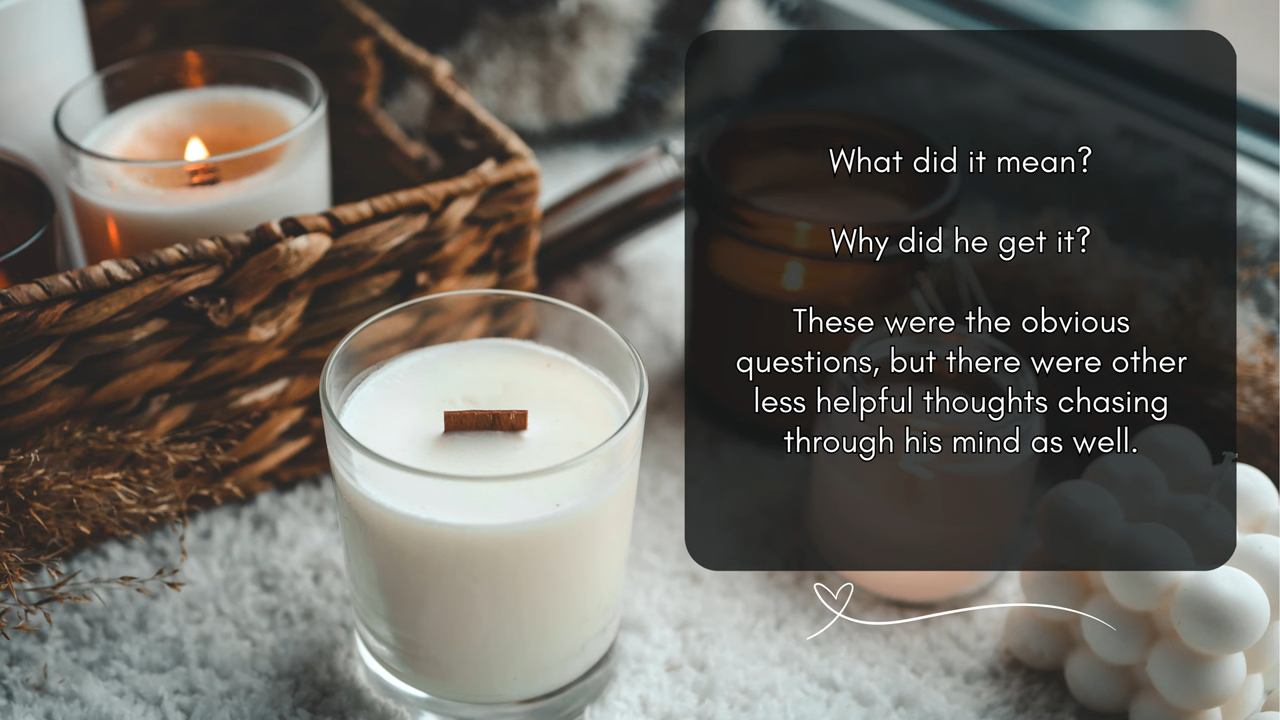 What did it mean?
Why did he get it?
These were the obvious
questions, but there were other
less helpful thoughts chasing
through his mind as well.